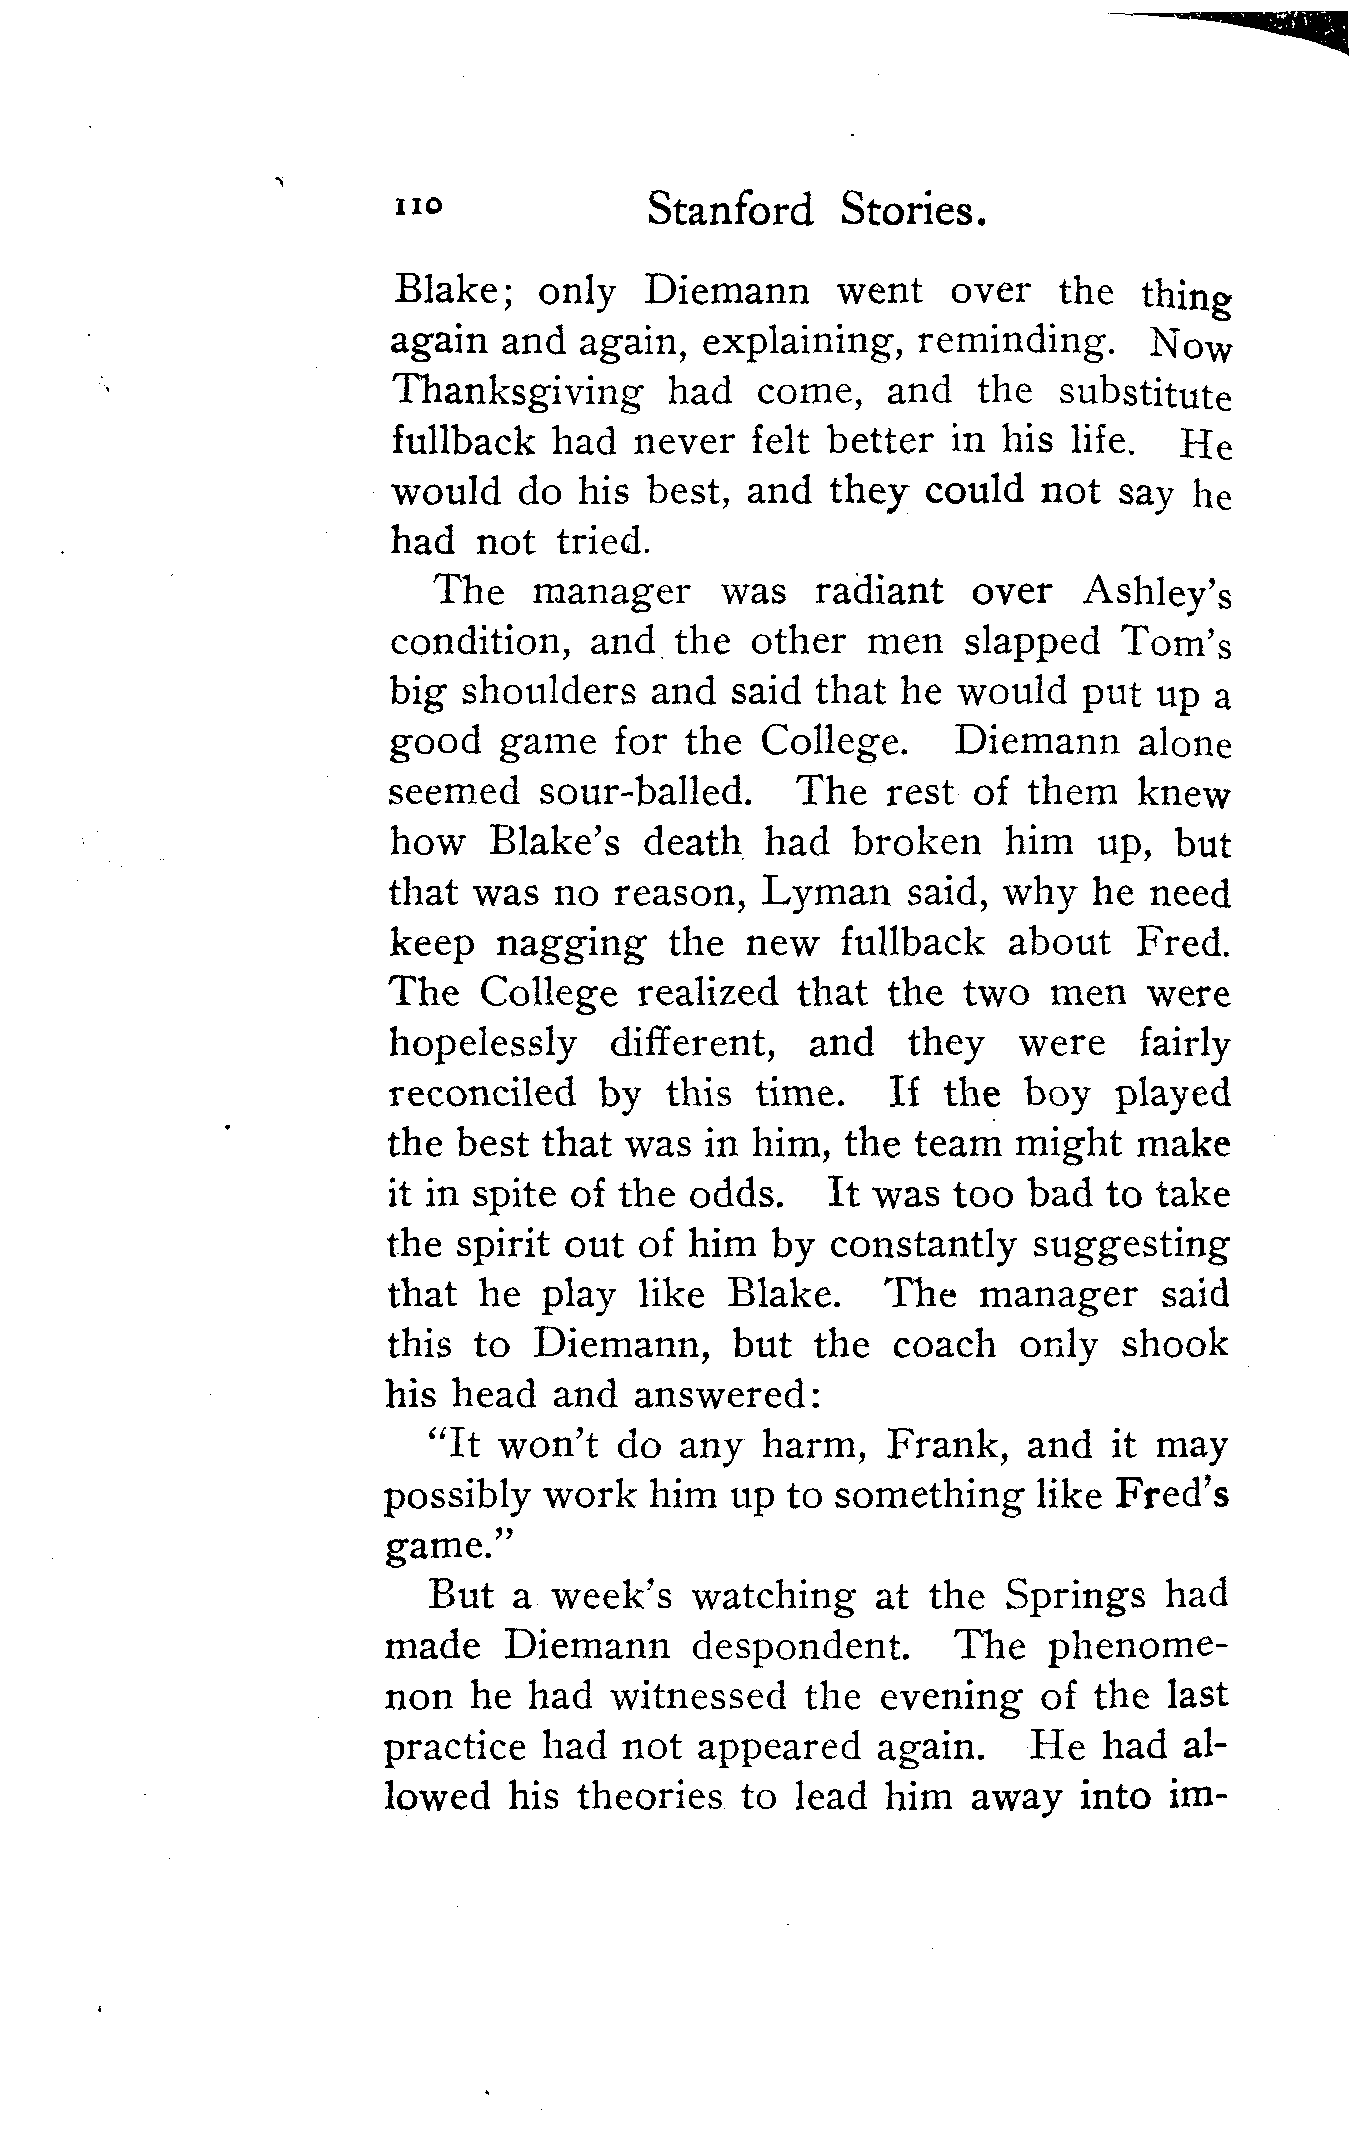 110 Stanford Stories.
Blake; only Diemann went over the thing
again and again, explaining, reminding. Now
Thanksgiving had come, and the substitute
fullback had never felt better in his life. He
would do his best, and they could not say he
had not tried.
The manager was radiant over Ashley's
condition, and the other men slapped Tom's
big shoulders and said that he would put up a
good game for the College. Diemann alone
seemed sour-balled. The rest of them knew
how Blake's death had broken him up, but
that was no reason, Lyman said, why he need
keep nagging the new fullback about Fred.
The College realized that the two men were
hopelessly different, and they were fairly
reconciled by this time. If the boy played
the best that was in him, the team might make
it in spite of the odds. It was too bad to take
the spirit out of him by constantly suggesting
that he play like Blake. The manager said
this to Diemann, but the coach only shook
his head and answered:
"It won't do any harm, Frank, and it may
possibly work him up to something like Fred's
game."
But a week's watching at the Springs had
made Diemann despondent. The phenome-
non he had witnessed the evening of the last
practice had not appeared again. He had al-
lowed his theories to lead him away into im-